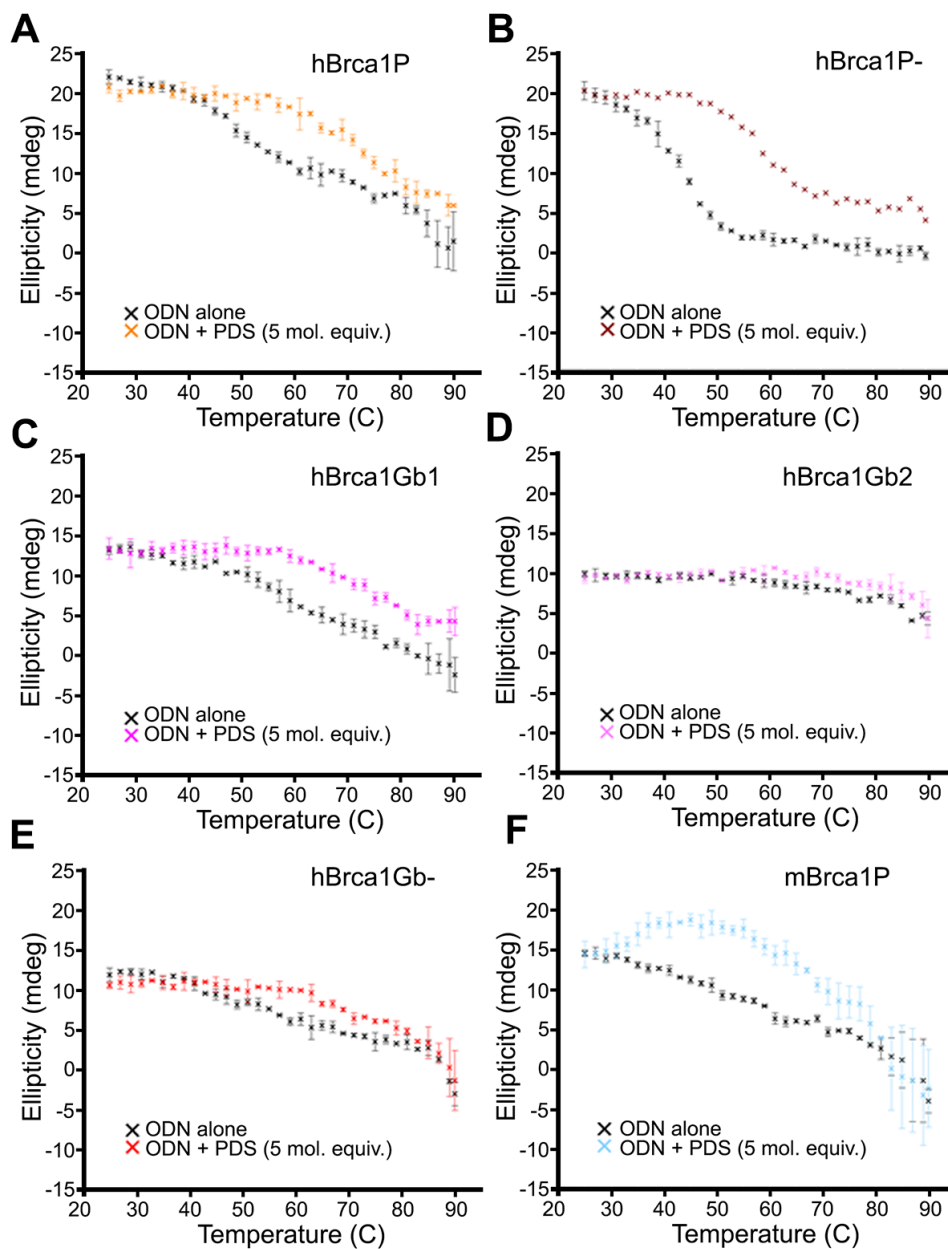 A
hBrca1P
25
20
15
10
5
0
-5
-10
-15
Ellipticity (mdeg)
ODN alone
ODN + PDS (5 mol. equiv.)
20 30 40 50 60 70 80 90
Temperature (C)
B
hBrca1P-
25
20
15
10
5
0
-5
-10
-15
Ellipticity (mdeg)
ODN alone
ODN + PDS (5 mol. equiv.)
20 30 40 50 60 70 80 90
Temperature (C)
C
hBrca1Gb1
25
20
15
10
5
0
-5
-10
-15
Ellipticity (mdeg)
ODN alone
ODN + PDS (5 mol. equiv.)
20 30 40 50 60 70 80 90
Temperature (C)
D
hBrca1Gb2
25
20
15
10
5
0
-5
-10
-15
Ellipticity (mdeg)
ODN alone
ODN + PDS (5 mol. equiv.)
20 30 40 50 60 70 80 90
Temperature (C)
E
hBrca1Gb-
25
20
15
10
5
0
-5
-10
-15
Ellipticity (mdeg)
ODN alone
ODN + PDS (5 mol. equiv.)
20 30 40 50 60 70 80 90
Temperature (C)
F
mBrca1P
25
20
15
10
5
0
-5
-10
-15
Ellipticity (mdeg)
ODN alone
ODN + PDS (5 mol. equiv.)
20 30 40 50 60 70 80 90
Temperature (C)